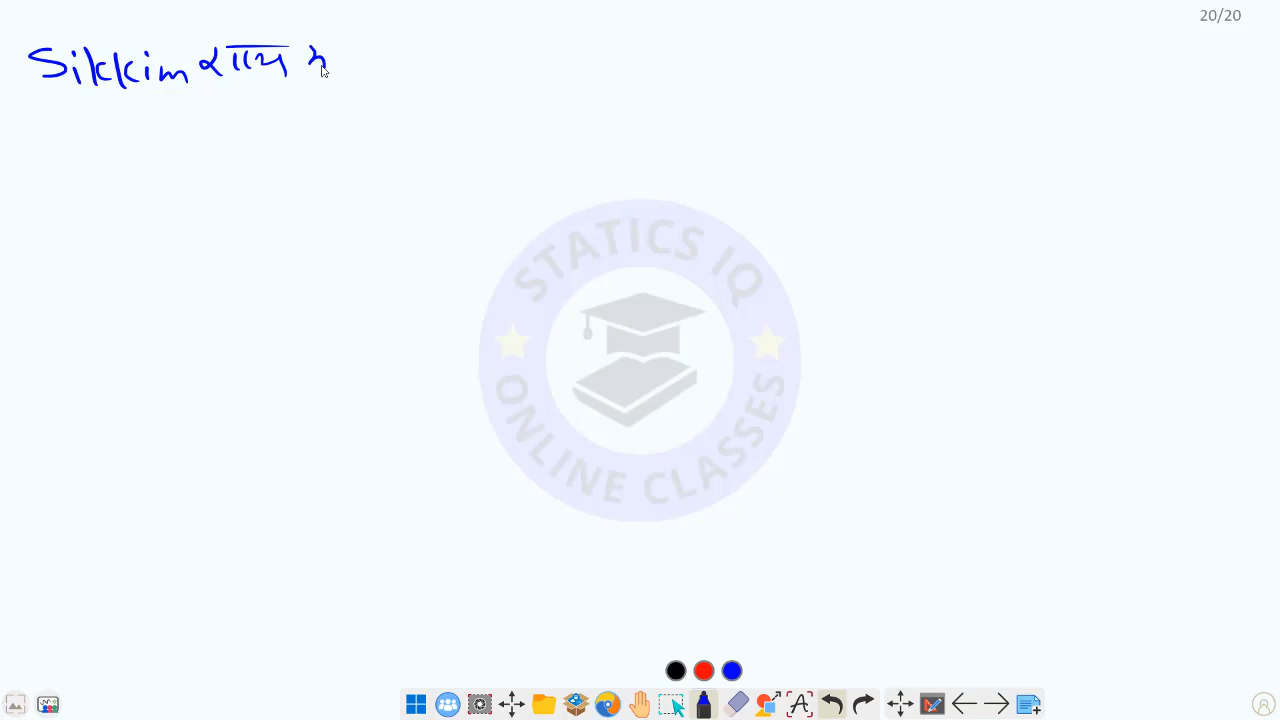 20/20
Sikkim राज्य
STATICS IQ
ONLINE CLASSES